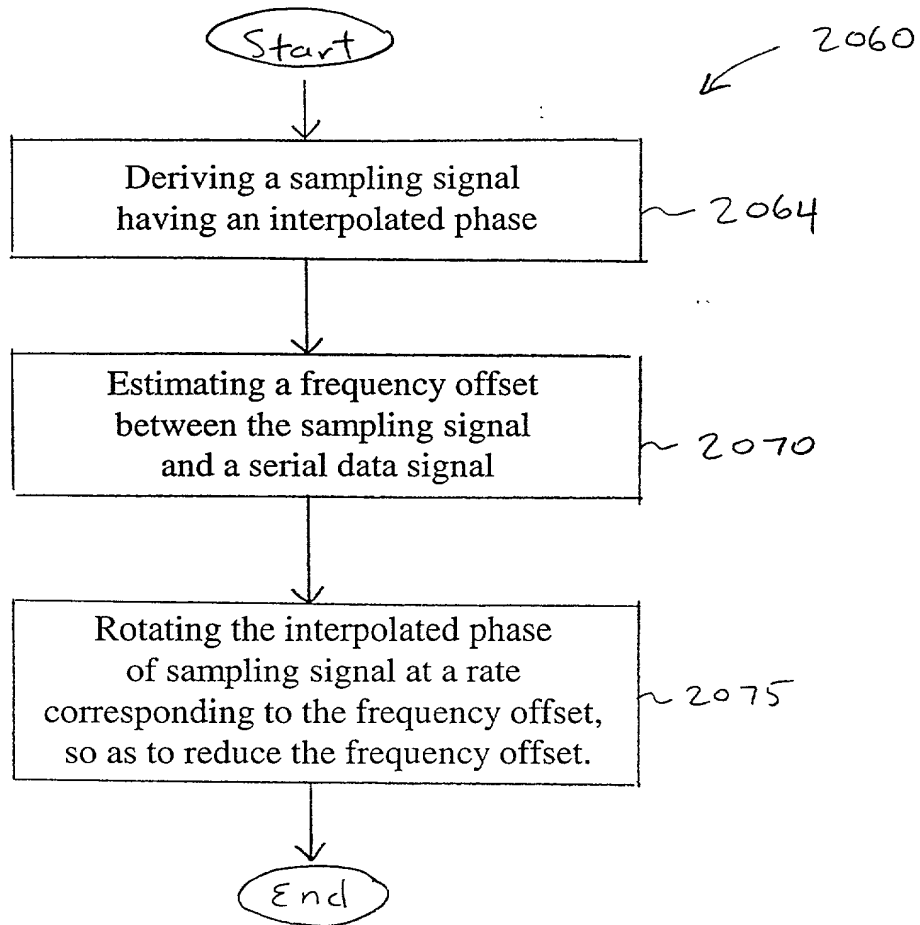 Start
2060
Deriving a sampling signal
having an interpolated phase
2064
Estimating a frequency offset
between the sampling signal
and a serial data signal
2070
Rotating the interpolated phase
of sampling signal at a rate
corresponding to the frequency offset,
so as to reduce the frequency offset.
2075
End